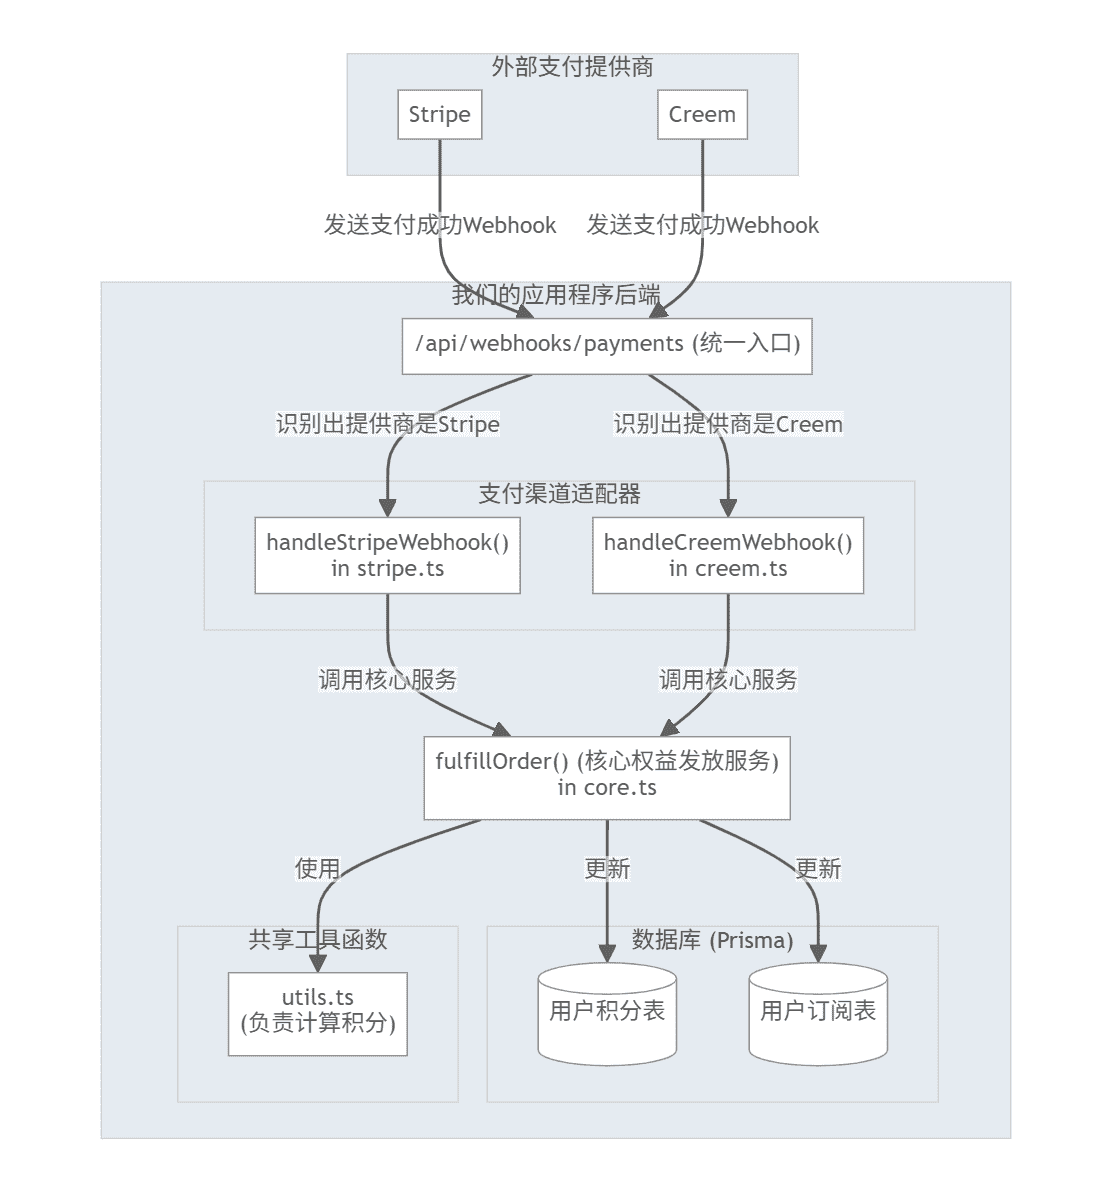 外部支付提供商
Stripe
Creem
发送支付成功Webhook
发送支付成功Webhook
我们的应用程序后端
/api/webhooks/payments (统一入口)
识别出提供商是Stripe
识别出提供商是Creem
支付渠道适配器
handleStripeWebhook()
in stripe.ts
handleCreemWebhook()
in creem.ts
调用核心服务
调用核心服务
fulfillOrder() (核心权益发放服务)
in core.ts
使用
更新
更新
共享工具函数
utils.ts
(负责计算积分)
数据库 (Prisma)
用户积分表
用户订阅表